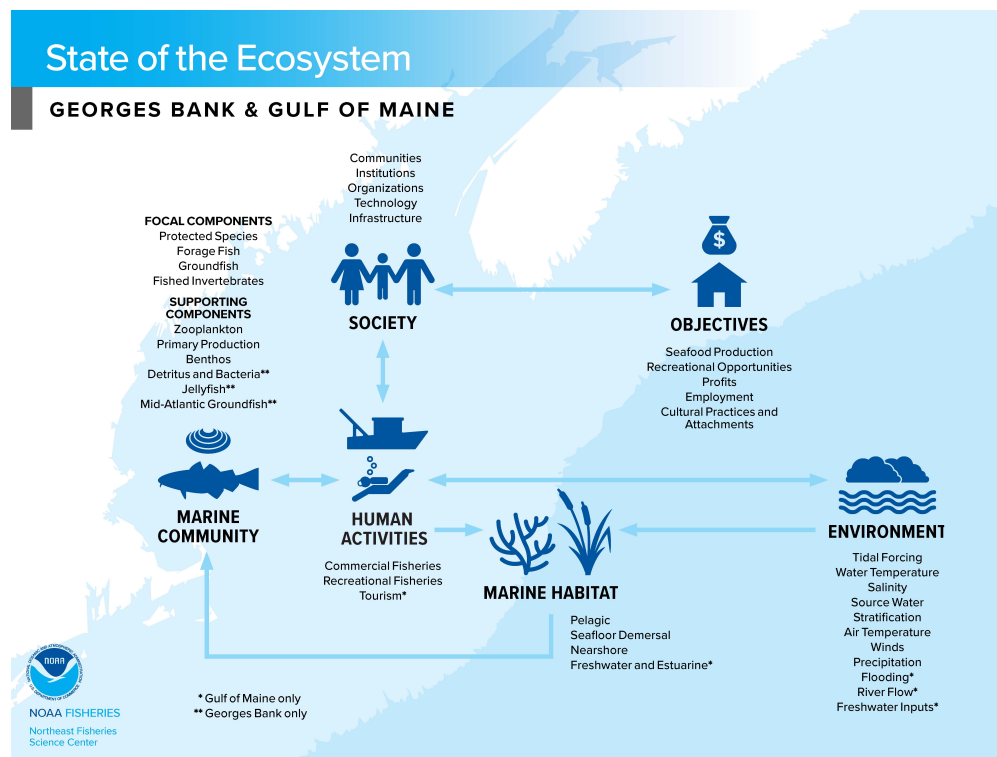 State of the Ecosystem
GEORGES BANK & GULF OF MAINE
Communities
Institutions
Organizations
Technology
Infrastructure
SOCIETY
FOCAL COMPONENTS
Protected Species
Forage Fish
Groundfish
Fished Invertebrates
SUPPORTING
COMPONENTS
Zooplankton
Primary Production
Benthos
Detritus and Bacteria**
Jellyfish**
Mid-Atlantic Groundfish**
MARINE
COMMUNITY
$
OBJECTIVES
Seafood Production
Recreational Opportunities
Profits
Employment
Cultural Practices and
Attachments
HUMAN
ACTIVITIES
Commercial Fisheries
Recreational Fisheries
Tourism*
MARINE HABITAT
Pelagic
Seafloor Demersal
Nearshore
Freshwater and Estuarine*
ENVIRONMENT
Tidal Forcing
Water Temperature
Salinity
Source Water
Stratification
Air Temperature
Winds
Precipitation
Flooding*
River Flow*
Freshwater Inputs*
NOAA
NOAA FISHERIES
Northeast Fisheries
Science Center
* Gulf of Maine only
** Georges Bank only